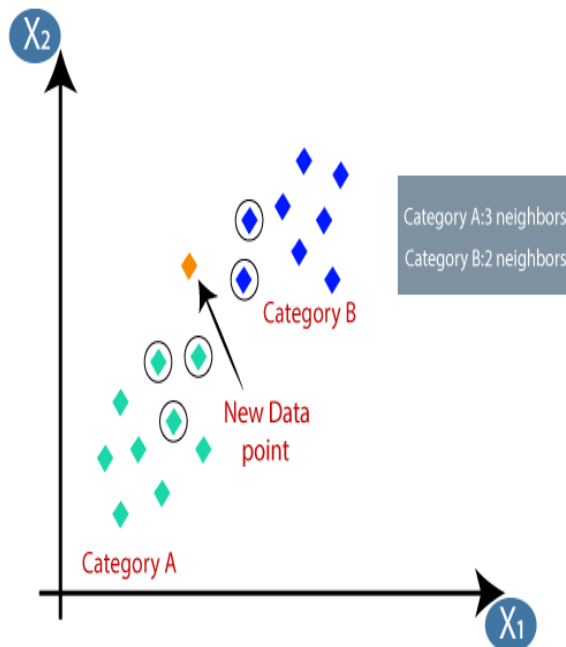 X₂
Category A:3 neighbors
Category B:2 neighbors
Category B
New Data
point
Category A
X₁